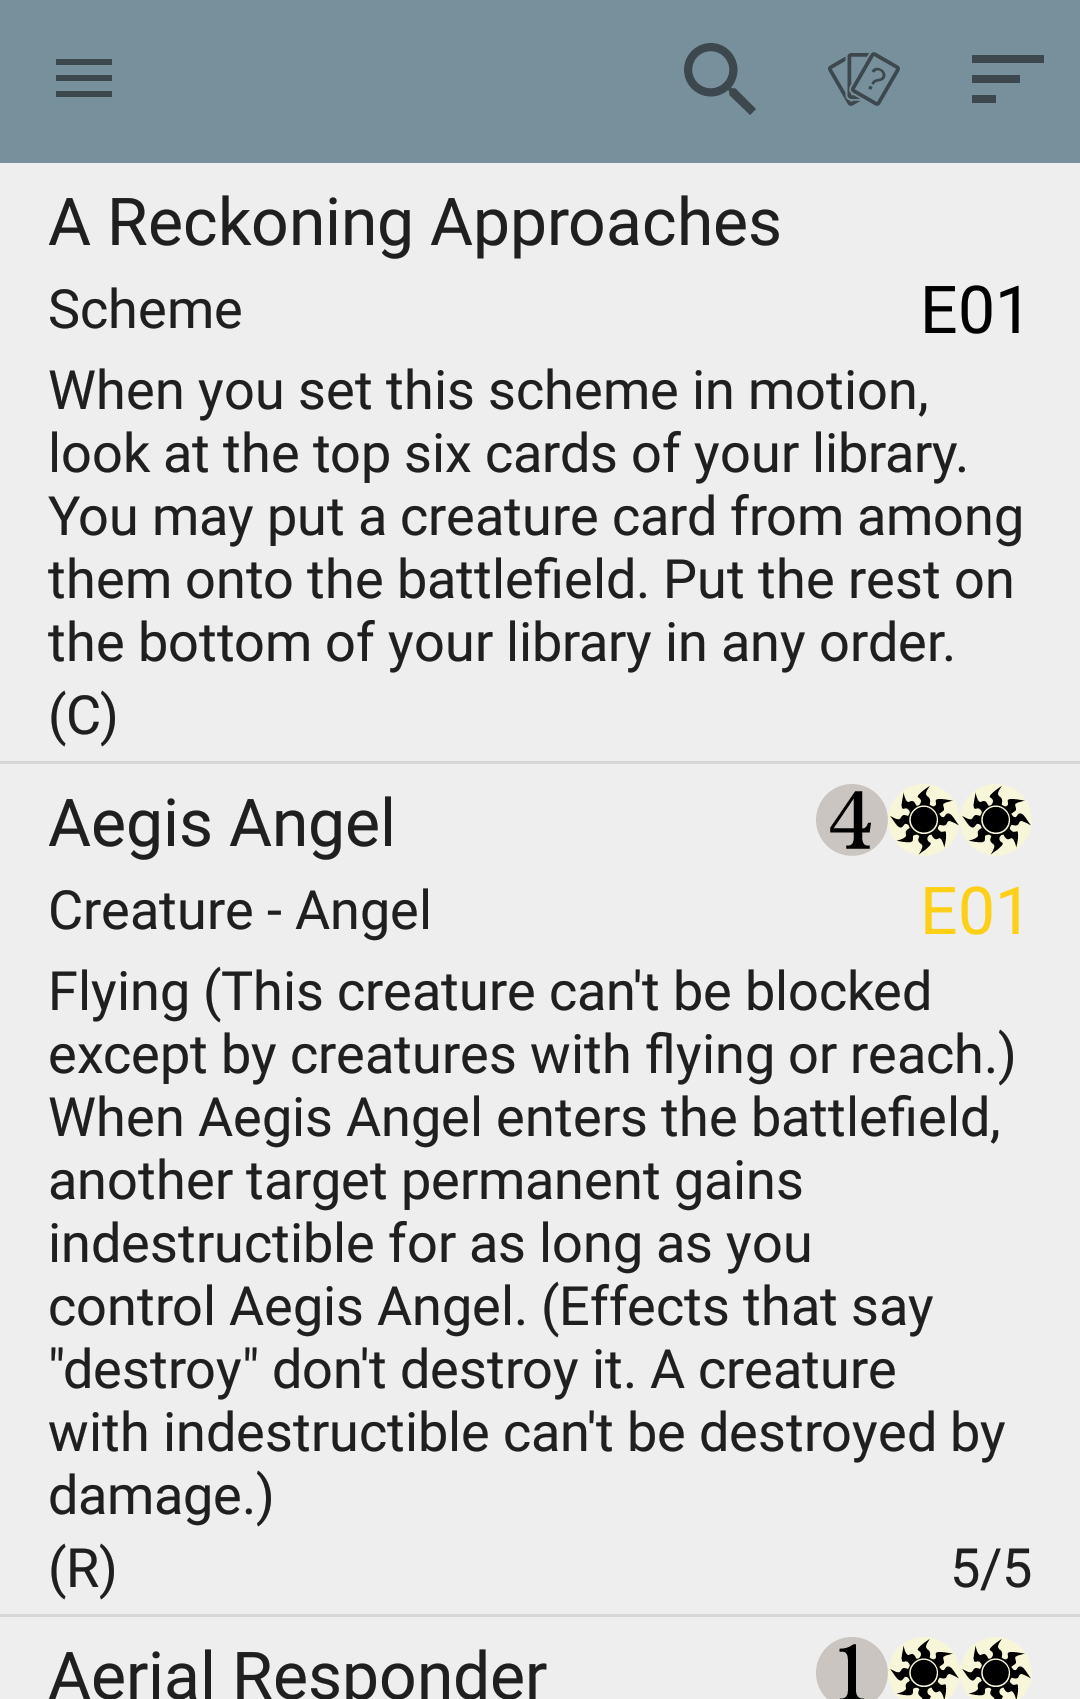 A Reckoning Approaches
Scheme E01
When you set this scheme in motion,
look at the top six cards of your library.
You may put a creature card from among
them onto the battlefield. Put the rest on
the bottom of your library in any order.
(C)
Aegis Angel 4
Creature - Angel E01
Flying (This creature can't be blocked
except by creatures with flying or reach.)
When Aegis Angel enters the battlefield,
another target permanent gains
indestructible for as long as you
control Aegis Angel. (Effects that say
"destroy" don't destroy it. A creature
with indestructible can't be destroyed by
damage.)
(R) 5/5
Aerial Responder 1